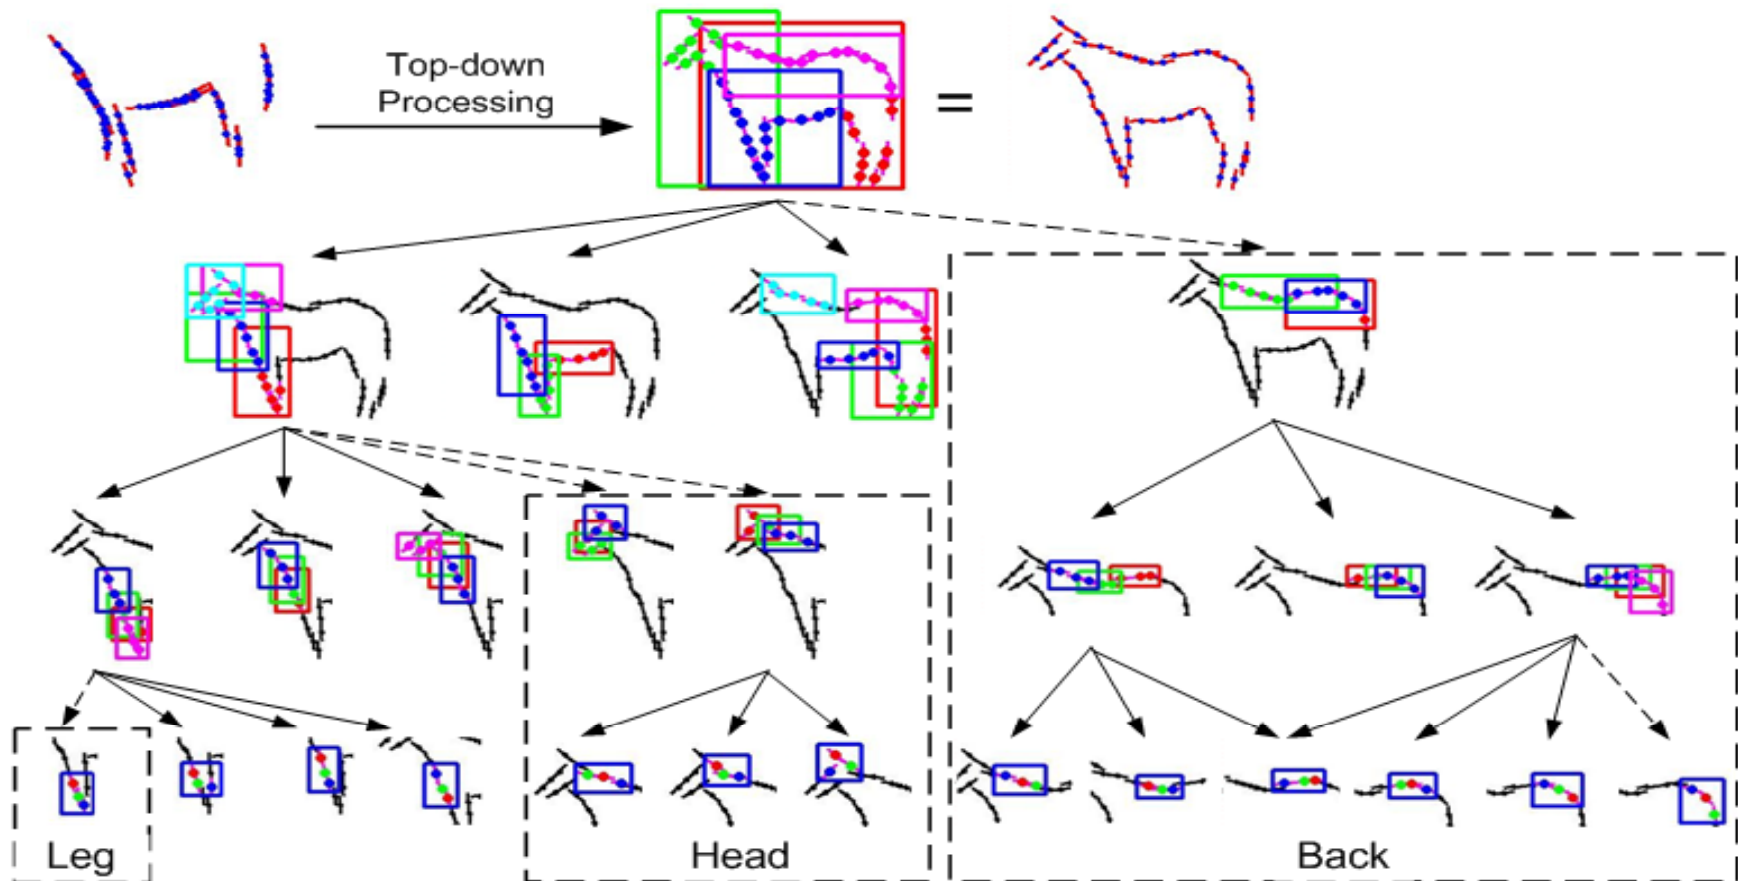 Top-down
Processing
=
Leg
Head
Back